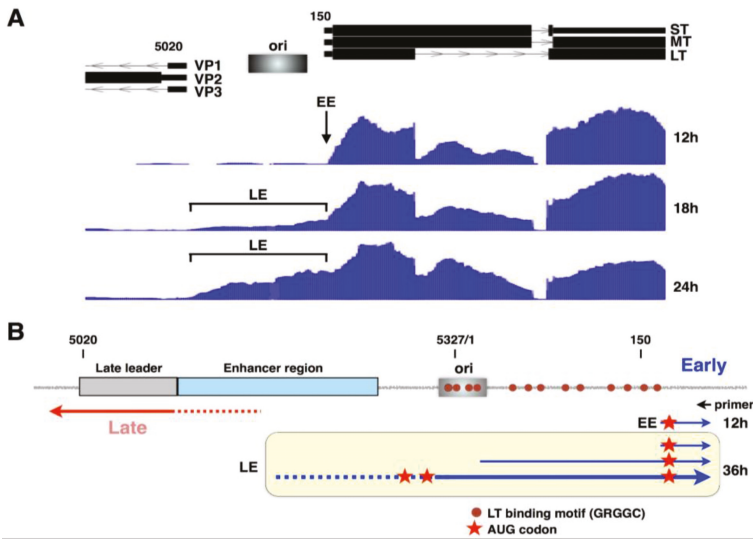 A
150
5020
ori
ST
MT
LT
VP1
VP2
VP3
EE
12h
LE
18h
LE
24h
B
5020
5327/1
150
Late leader
Enhancer region
ori
Early
primer
Late
EE
12h
LE
36h
LT binding motif (GRGGC)
AUG codon